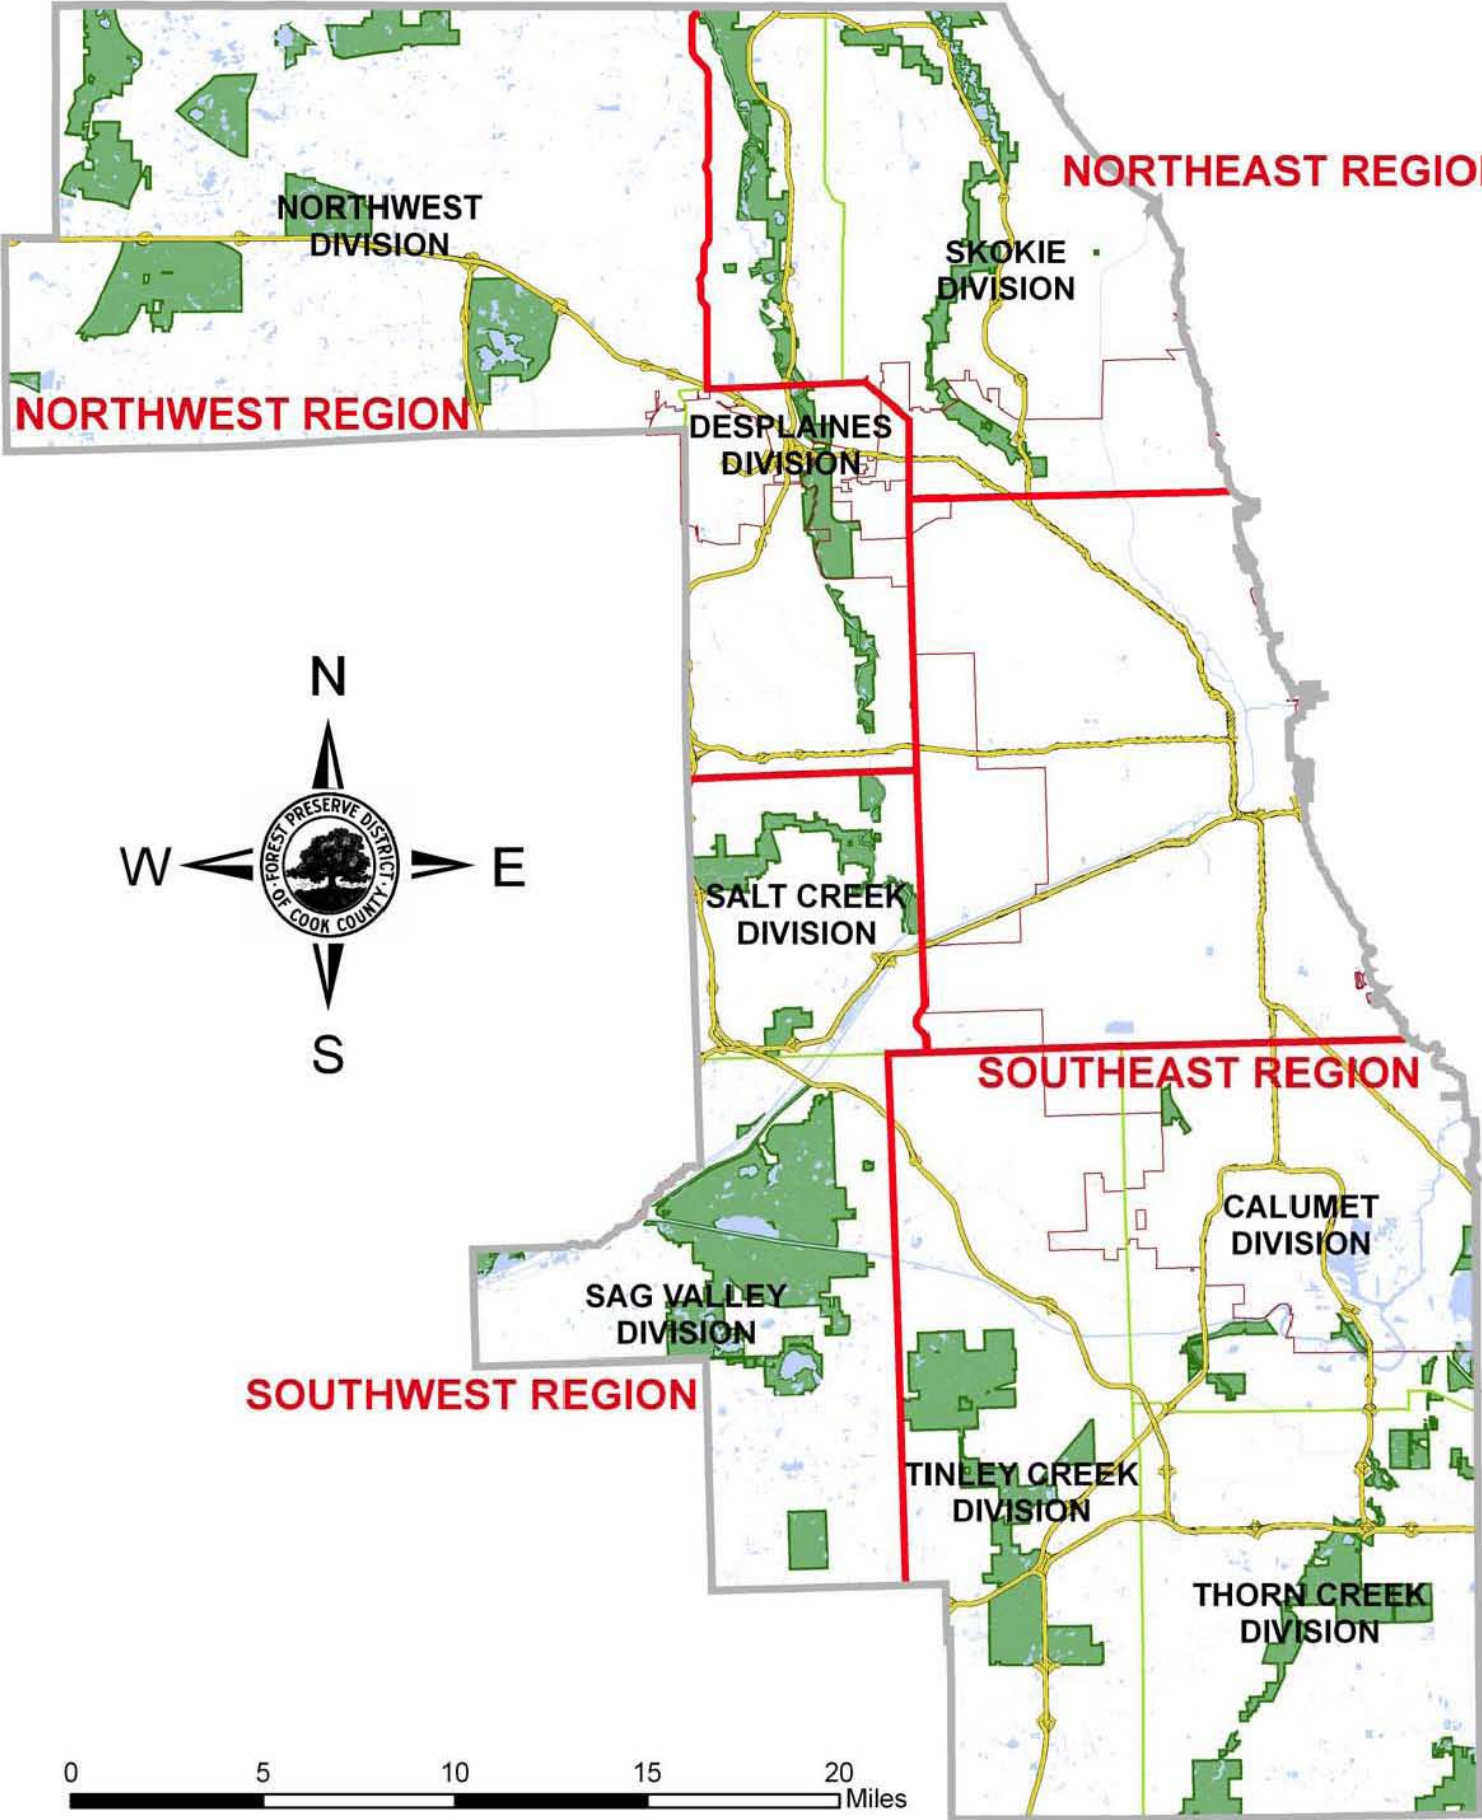 NORTHEAST REGIO
NORTHWEST
DIVISION
SKOKIE
DIVISION
NORTHWEST REGION
DESPLAINES
DIVISION
N
W
E
S
FOREST PRESERVE DISTRICT
OF COOK COUNTY
SALT CREEK
DIVISION
SOUTHEAST REGION
CALUMET
DIVISION
SAG VALLEY
DIVISION
SOUTHWEST REGION
TINLEY CREEK
DIVISION
THORN CREEK
DIVISION
0 5 10 15 20
Miles